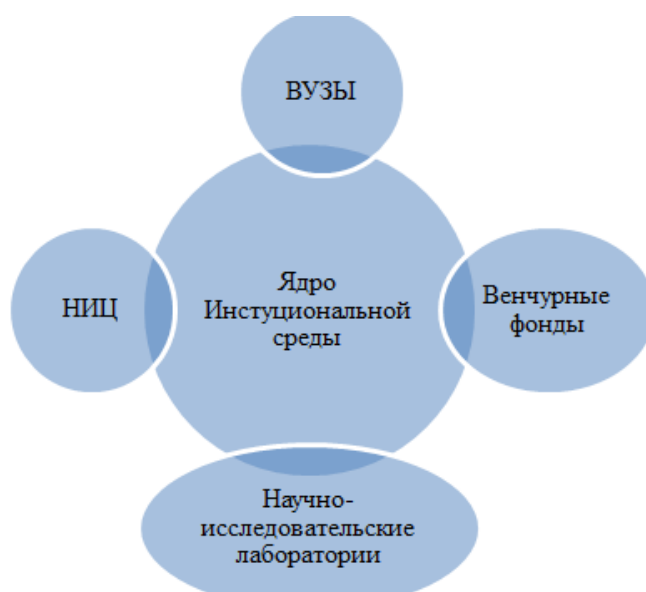 ВУЗЫ
НИЦ
Ядро
Инстуциональной
среды
Венчурные
фонды
Научно-
исследовательские
лаборатории